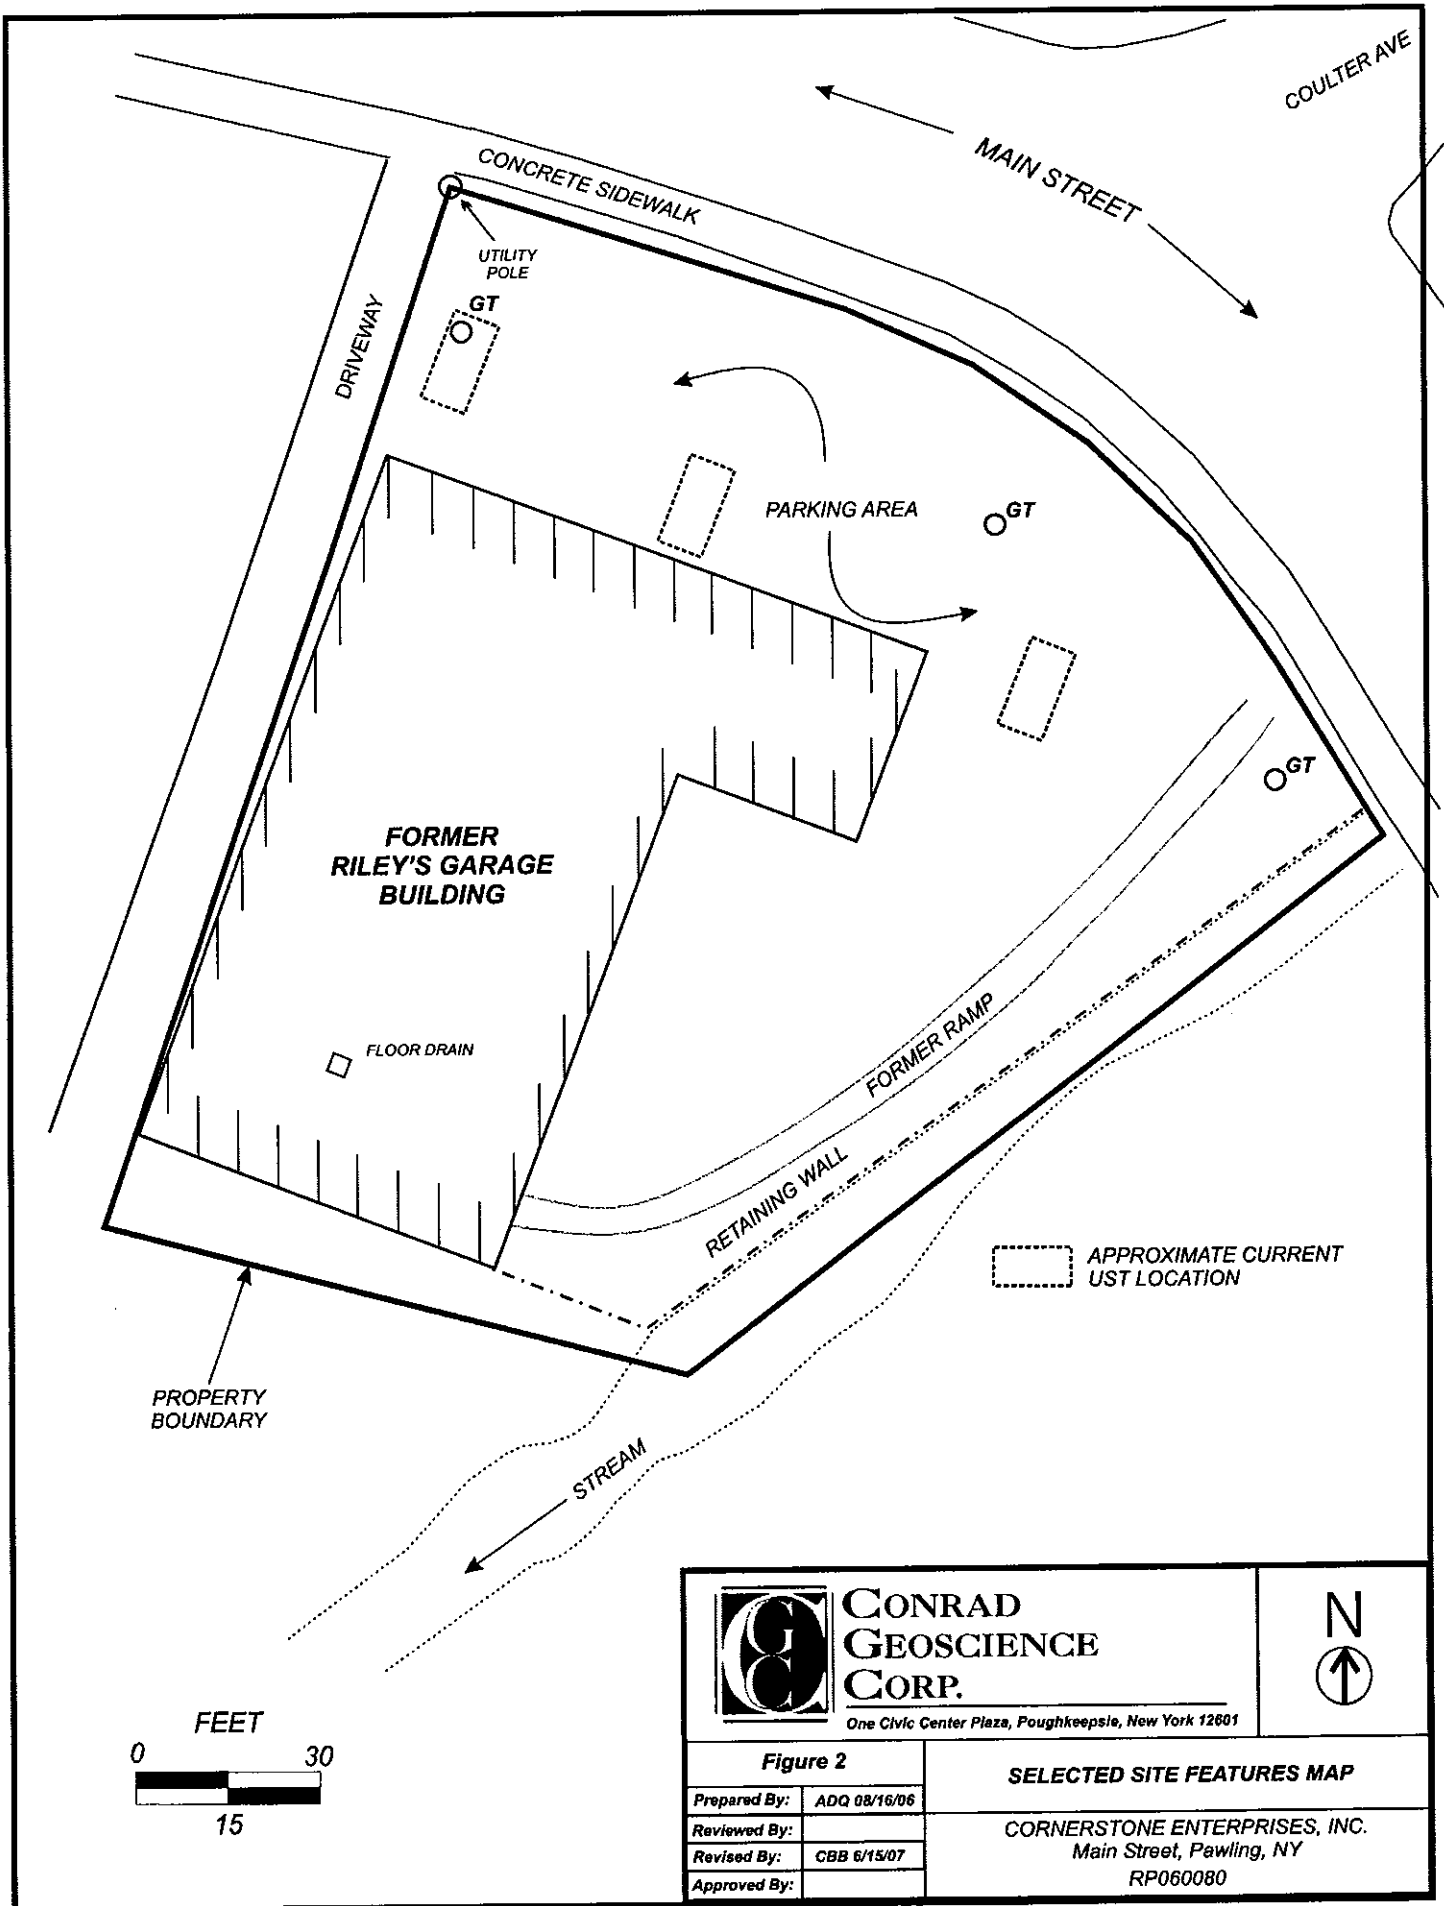 COULTER AVE
MAIN STREET
CONCRETE SIDEWALK
UTILITY
POLE
GT
DRIVEWAY
PARKING AREA
GT
GT
FORMER
RILEY'S GARAGE
BUILDING
FLOOR DRAIN
FORMER RAMP
RETAINING WALL
APPROXIMATE CURRENT
UST LOCATION
PROPERTY
BOUNDARY
STREAM
FEET
0 30
15
GC
CONRAD
GEOSCIENCE
CORP.
One Civic Center Plaza, Poughkeepsie, New York 12601
N
Figure 2
SELECTED SITE FEATURES MAP
Prepared By: ADQ 08/16/06
Reviewed By:
Revised By: CBB 6/15/07
Approved By:
CORNERSTONE ENTERPRISES, INC.
Main Street, Pawling, NY
RP060080